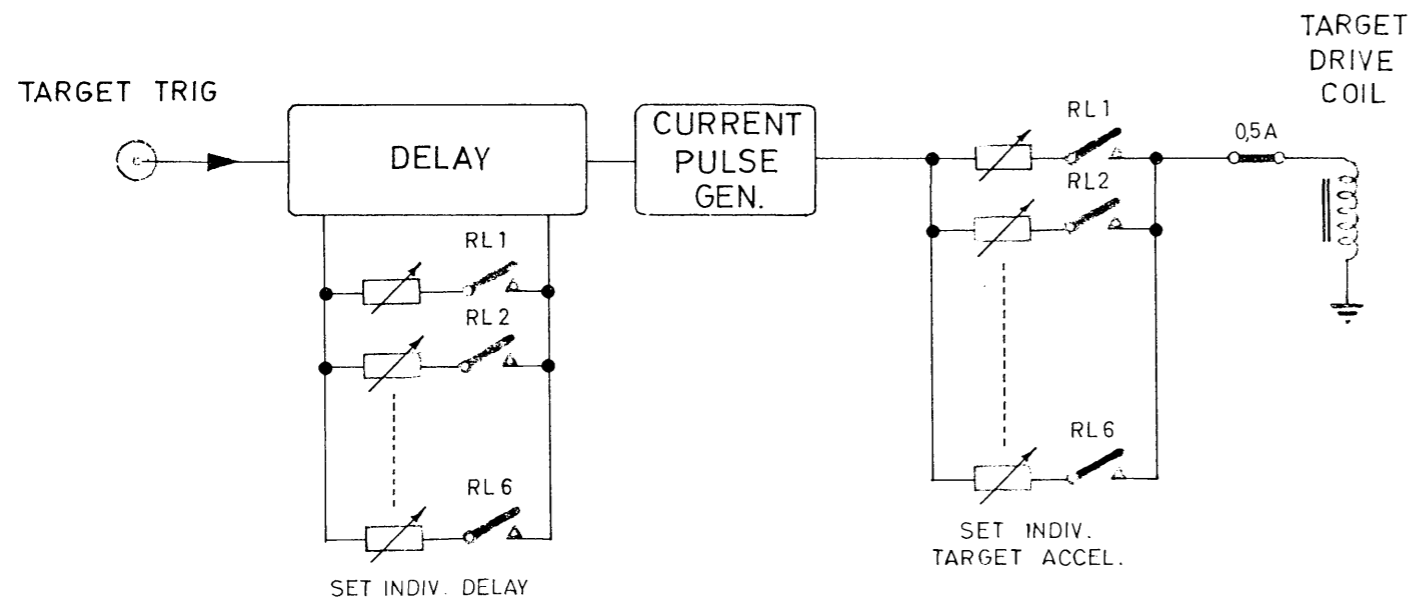 TARGET
DRIVE
COIL
TARGET TRIG
DELAY
CURRENT
PULSE
GEN.
RL1
0,5A
RL2
RL1
RL2
RL6
RL6
SET INDIV. DELAY
SET INDIV.
TARGET ACCEL.